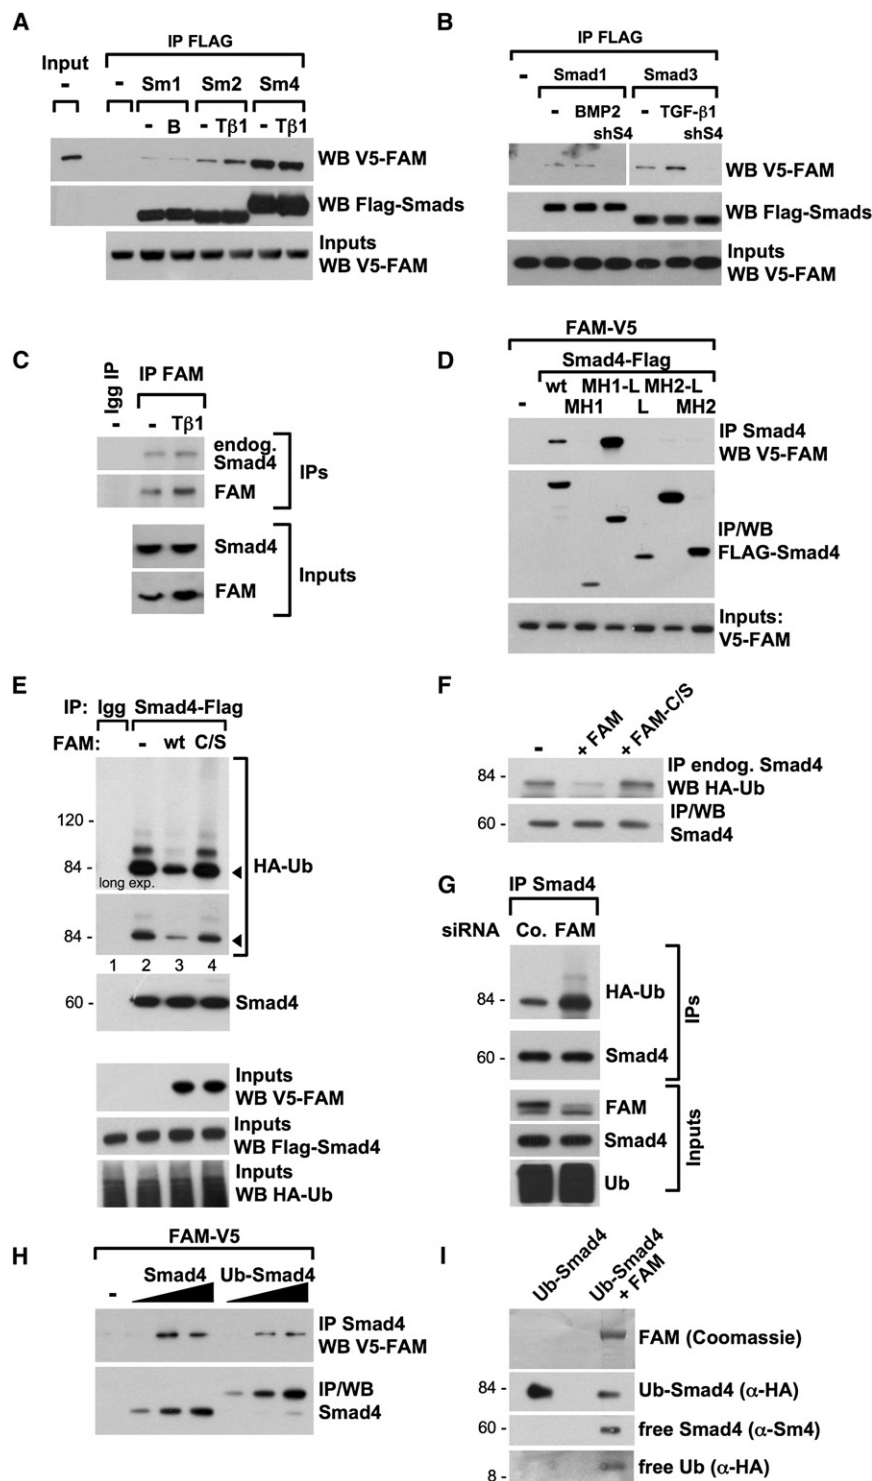 A
IP FLAG
Input
- - Sm1 Sm2 Sm4
- B - Tβ1 - Tβ1
WB V5-FAM
WB Flag-Smads
Inputs
WB V5-FAM
B
IP FLAG
- Smad1 Smad3
- BMP2 - TGF-β1
shS4 shS4
WB V5-FAM
WB Flag-Smads
Inputs
WB V5-FAM
C
Igg IP
IP FAM
- - Tβ1
endog.
Smad4
FAM
IPs
Smad4
FAM
Inputs
D
FAM-V5
Smad4-Flag
wt MH1-L MH2-L
- MH1 L MH2
IP Smad4
WB V5-FAM
IP/WB
FLAG-Smad4
Inputs:
V5-FAM
E
IP: Igg Smad4-Flag
FAM: - wt C/S
120 -
84 -
long exp.
HA-Ub
84 -
1 2 3 4
60 -
Smad4
Inputs
WB V5-FAM
Inputs
WB Flag-Smad4
Inputs
WB HA-Ub
F
- + FAM + FAM-C/S
84 -
IP endog. Smad4
WB HA-Ub
60 -
IP/WB
Smad4
G
IP Smad4
siRNA Co. FAM
84 -
HA-Ub
60 -
Smad4
IPs
FAM
Smad4
Ub
Inputs
H
FAM-V5
- Smad4 Ub-Smad4
IP Smad4
WB V5-FAM
IP/WB
Smad4
I
Ub-Smad4
Ub-Smad4
+ FAM
FAM (Coomassie)
84 -
Ub-Smad4 (α-HA)
60 -
free Smad4 (α-Sm4)
free Ub (α-HA)
8 -